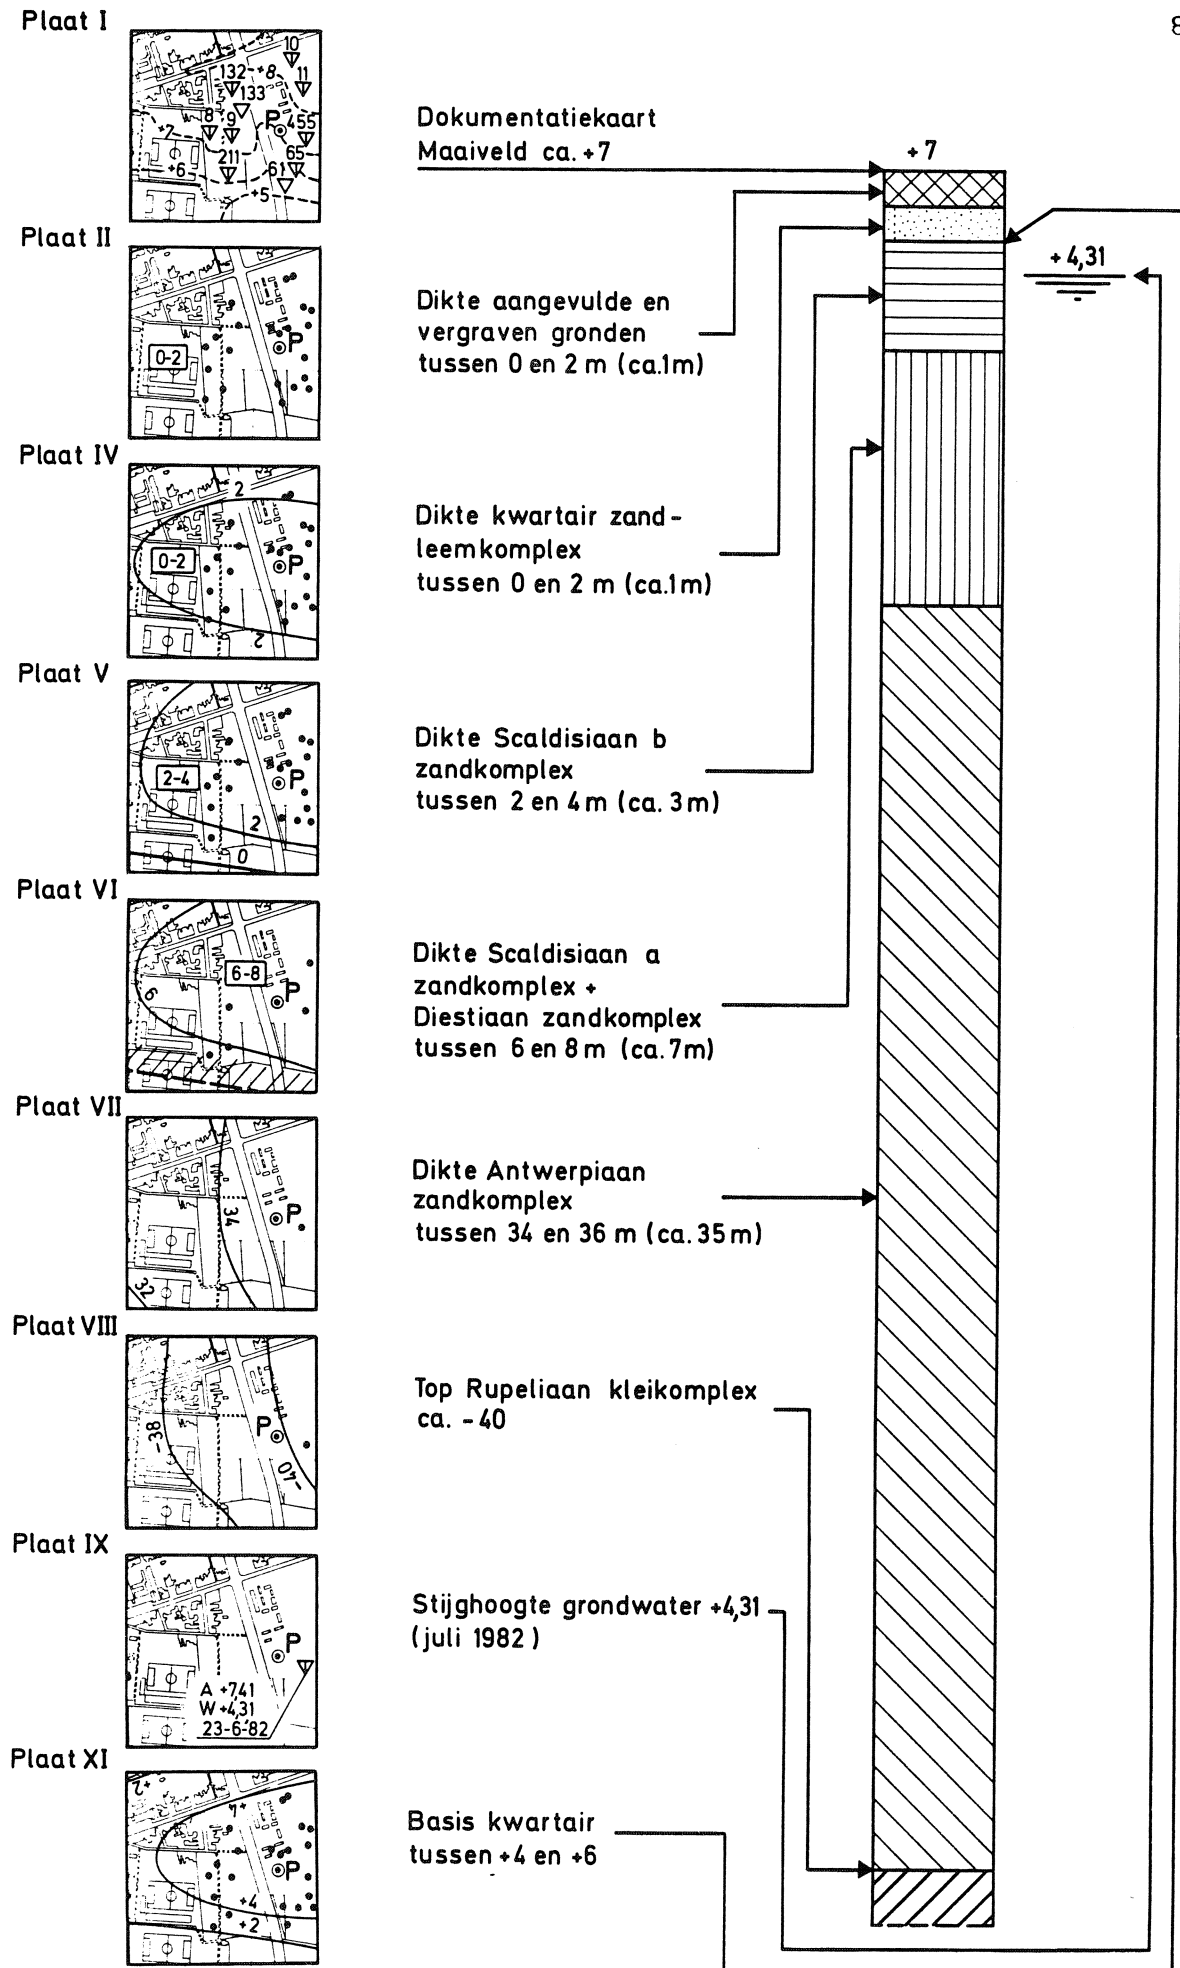 8
Plaat I
10
132
+8
11
133
8
9
P
455
+7
211
65
+6
61
+5
Dokumentatiekaart
Maaiveld ca. +7
+7
Plaat II
P
0-2
Dikte aangevulde en
vergraven gronden
tussen 0 en 2 m (ca.1m)
+4,31
Plaat IV
2
0-2
P
2
Dikte kwartair zand-
leemkomplex
tussen 0 en 2 m (ca.1m)
Plaat V
2-4
P
2
0
Dikte Scaldisiaan b
zandkomplex
tussen 2 en 4m (ca. 3m)
Plaat VI
6-8
P
6
Dikte Scaldisiaan a
zandkomplex +
Diestiaan zandkomplex
tussen 6 en 8m (ca. 7m)
Plaat VII
34
P
32
Dikte Antwerpiaan
zandkomplex
tussen 34 en 36 m (ca. 35m)
Plaat VIII
-38
P
-40
Top Rupeliaan kleikomplex
ca. -40
Plaat IX
P
A +7,41
W +4,31
23-6-'82
Stijghoogte grondwater +4,31
(juli 1982)
Plaat XI
+2
+4
P
+4
+2
Basis kwartair
tussen +4 en +6